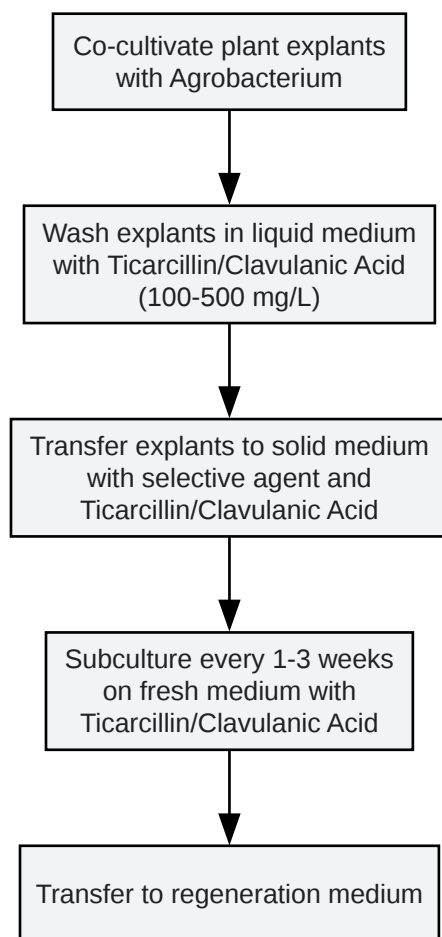 Co-cultivate plant explants
with Agrobacterium
Wash explants in liquid medium
with Ticarcillin/Clavulanic Acid
(100-500 mg/L)
Transfer explants to solid medium
with selective agent and
Ticarcillin/Clavulanic Acid
Subculture every 1-3 weeks
on fresh medium with
Ticarcillin/Clavulanic Acid
Transfer to regeneration medium